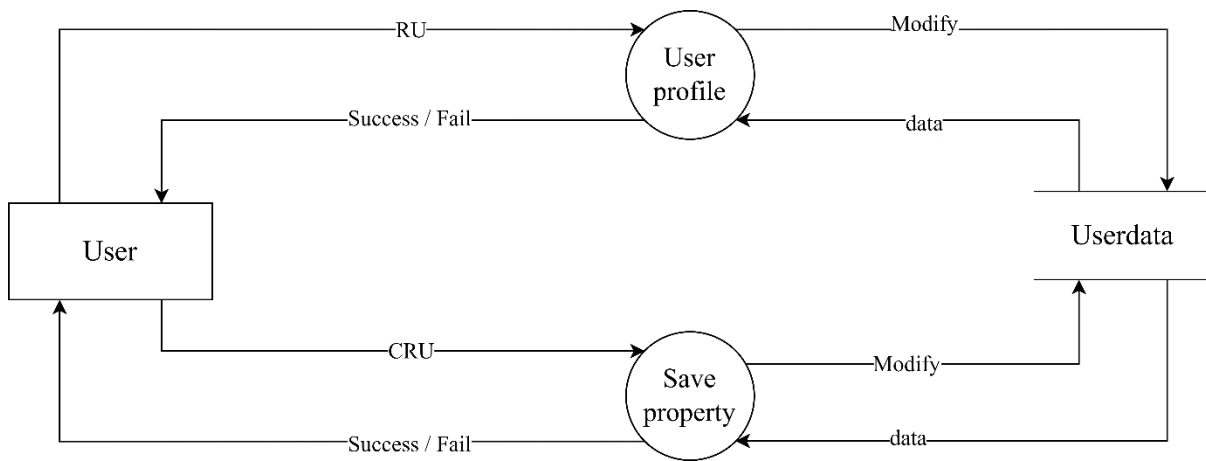 RU
Modify
User
profile
Success / Fail
data
User
Userdata
CRU
Modify
Save
property
Success / Fail
data